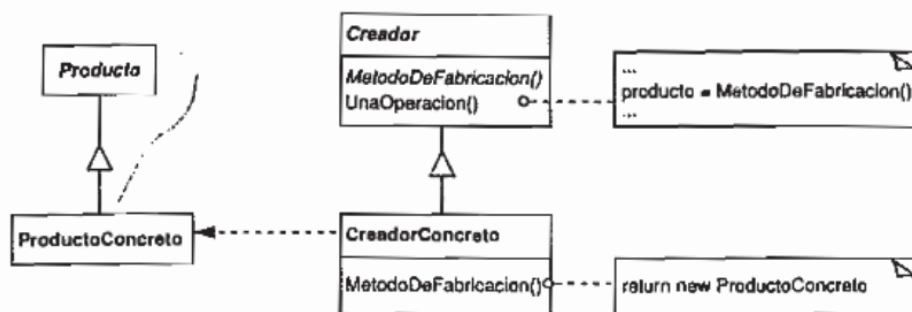 Producto
ProductoConcreto
Creador
MetodoDeFabricacion()
UnaOperacion()
...
producto = MetodoDeFabricacion()
...
CreadorConcreto
MetodoDeFabricacion()
return new ProductoConcreto